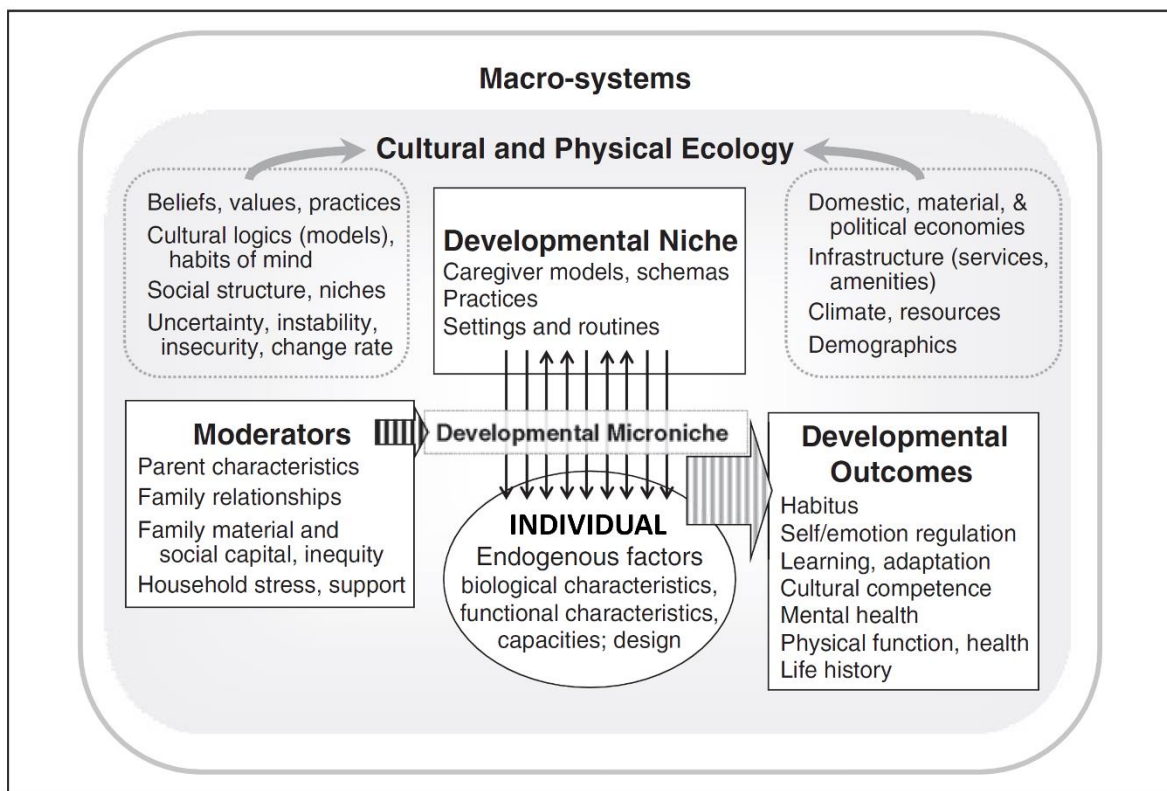 Macro-systems
Cultural and Physical Ecology
Beliefs, values, practices
Cultural logics (models),
habits of mind
Social structure, niches
Uncertainty, instability,
insecurity, change rate
Developmental Niche
Caregiver models, schemas
Practices
Settings and routines
Domestic, material, &
political economies
Infrastructure (services,
amenities)
Climate, resources
Demographics
Moderators
Parent characteristics
Family relationships
Family material and
social capital, inequity
Household stress, support
Developmental Microniche
INDIVIDUAL
Endogenous factors
biological characteristics,
functional characteristics,
capacities; design
Developmental
Outcomes
Habitus
Self/emotion regulation
Learning, adaptation
Cultural competence
Mental health
Physical function, health
Life history